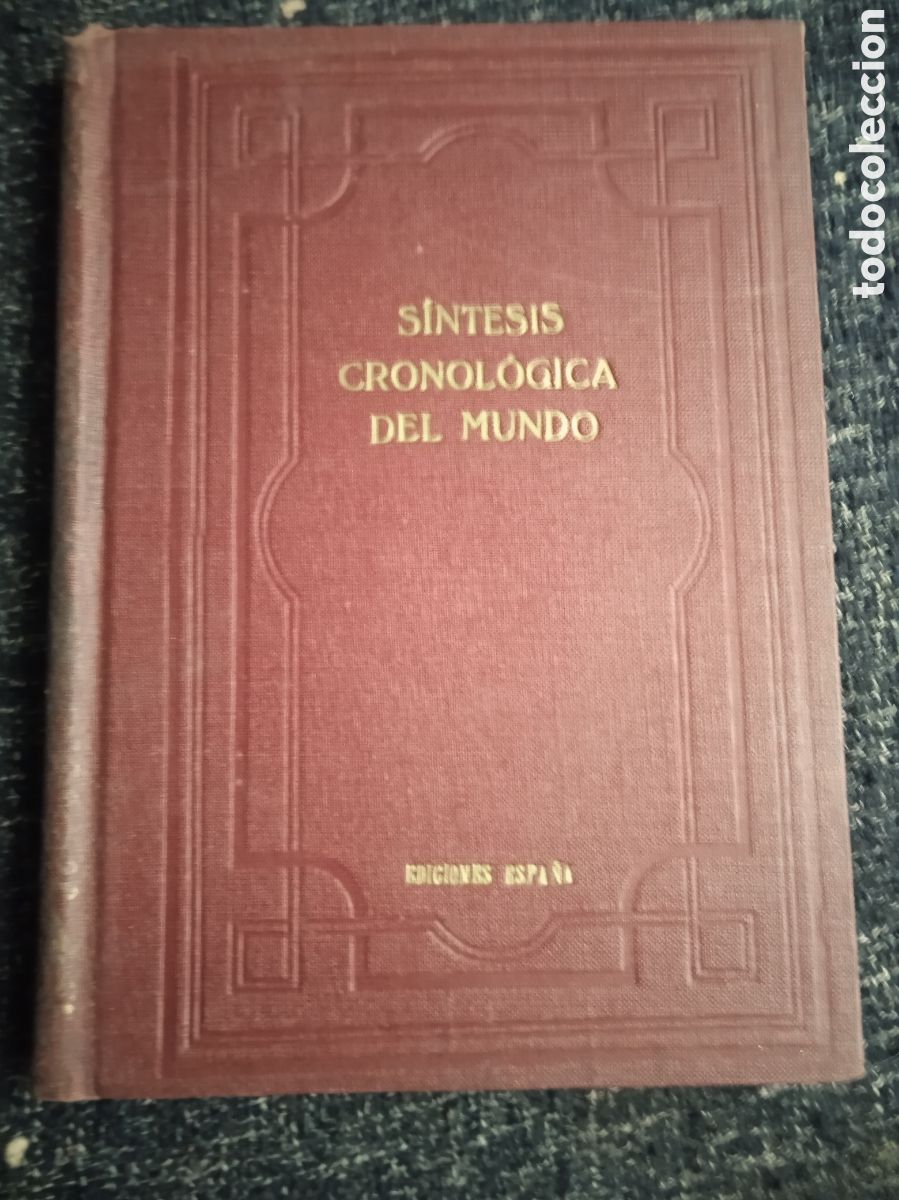 SÍNTESIS
CRONOLÓGICA
DEL MUNDO
EDICIONES ESPAÑA
todocoleccion